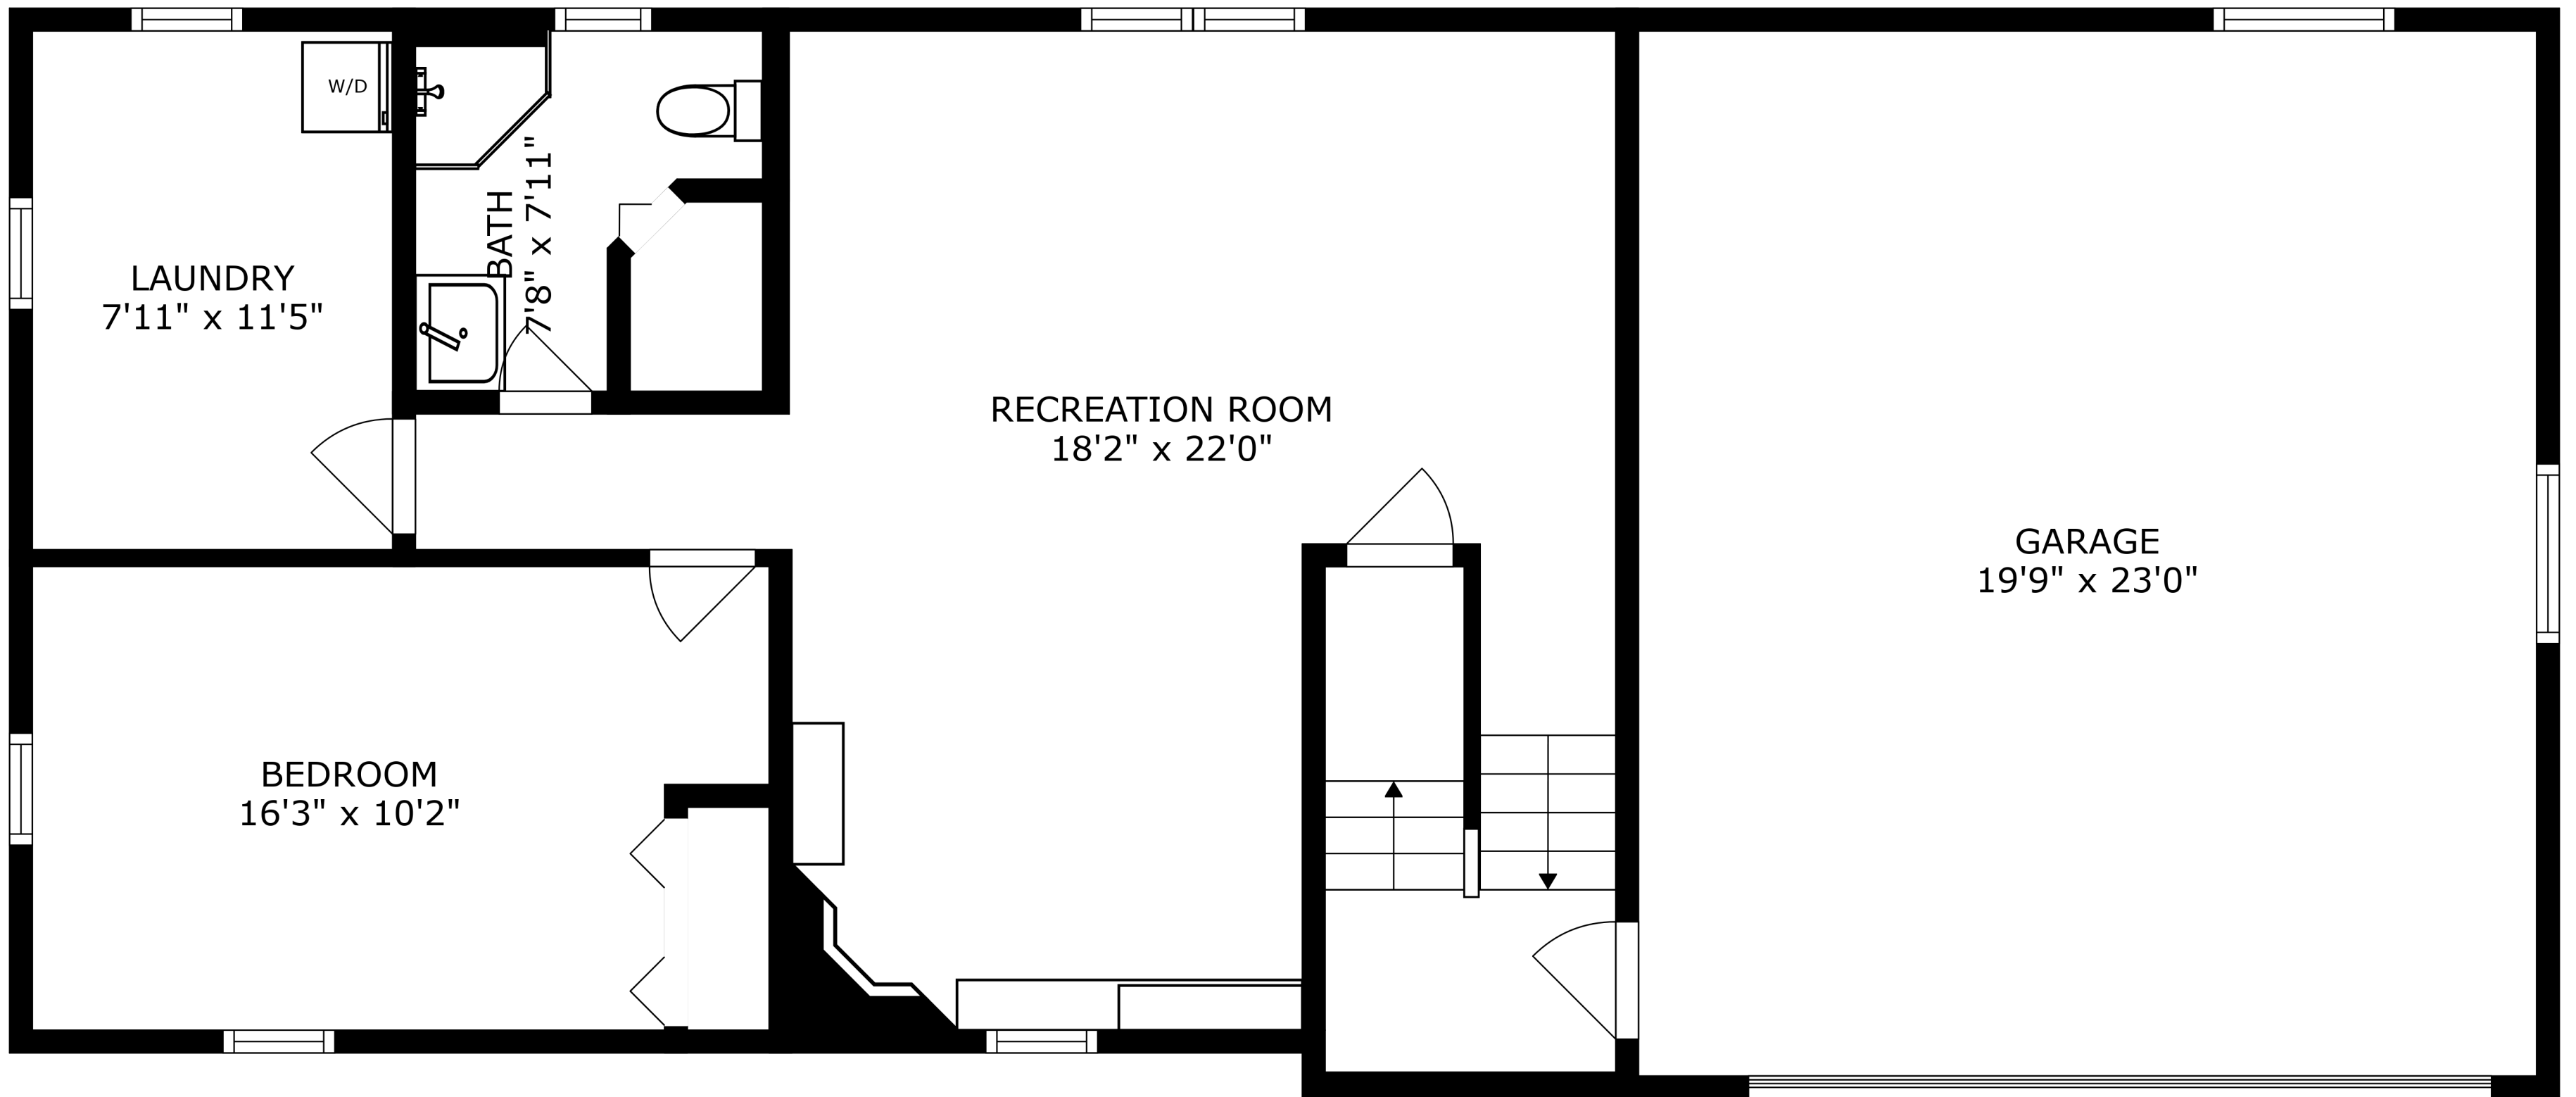 W/D
BATH
7'8" x 7'11"
LAUNDRY
7'11" x 11'5"
RECREATION ROOM
18'2" x 22'0"
GARAGE
19'9" x 23'0"
BEDROOM
16'3" x 10'2"